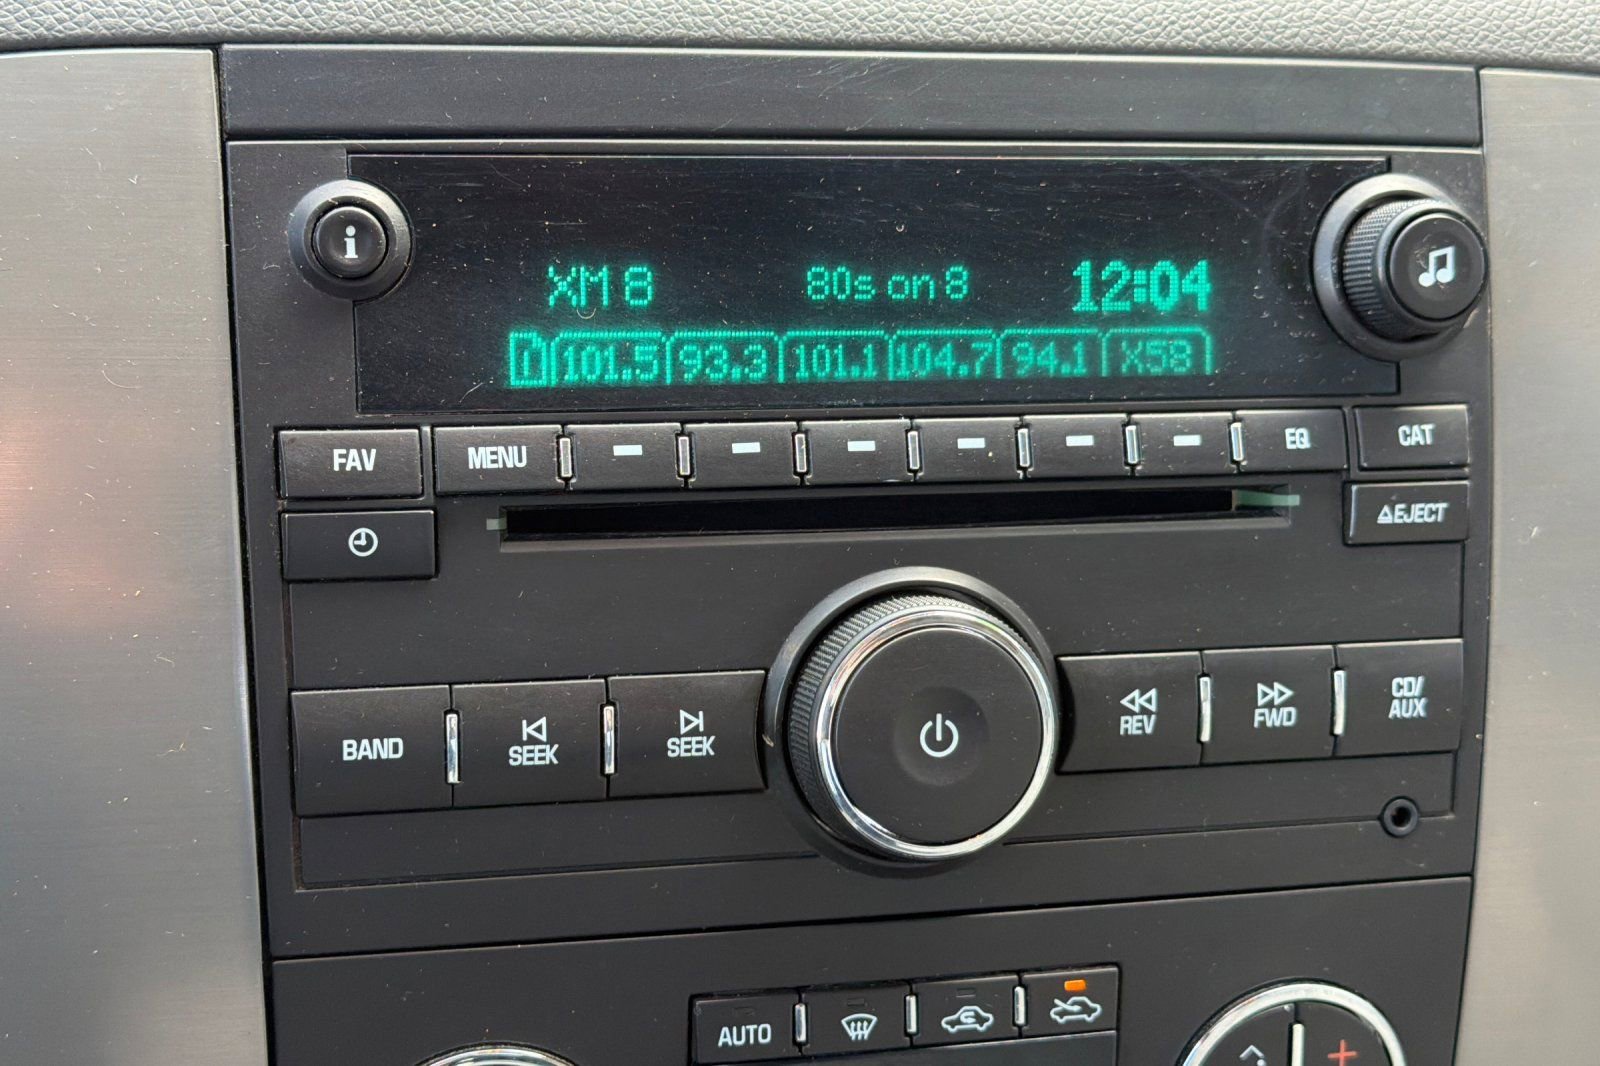 i
XM 8 80s on 8 12:04
1 101.5 93.3 101.1 104.7 94.1 X58
FAV MENU EQ CAT
EJECT
BAND SEEK SEEK REV FWD CD/
AUX
AUTO